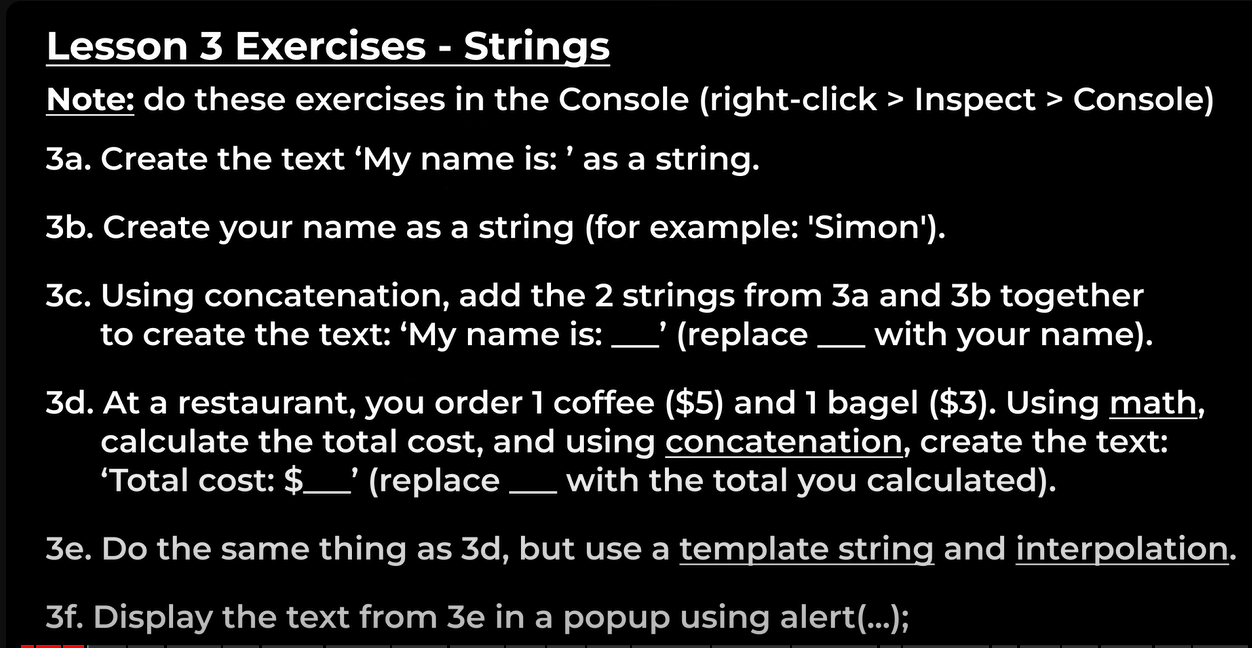 Lesson 3 Exercises - Strings
Note: do these exercises in the Console (right-click > Inspect > Console)
3a. Create the text ‘My name is: ’ as a string.
3b. Create your name as a string (for example: 'Simon').
3c. Using concatenation, add the 2 strings from 3a and 3b together
to create the text: ‘My name is: ___’ (replace ___ with your name).
3d. At a restaurant, you order 1 coffee ($5) and 1 bagel ($3). Using math,
calculate the total cost, and using concatenation, create the text:
‘Total cost: $___’ (replace ___ with the total you calculated).
3e. Do the same thing as 3d, but use a template string and interpolation.
3f. Display the text from 3e in a popup using alert(...);